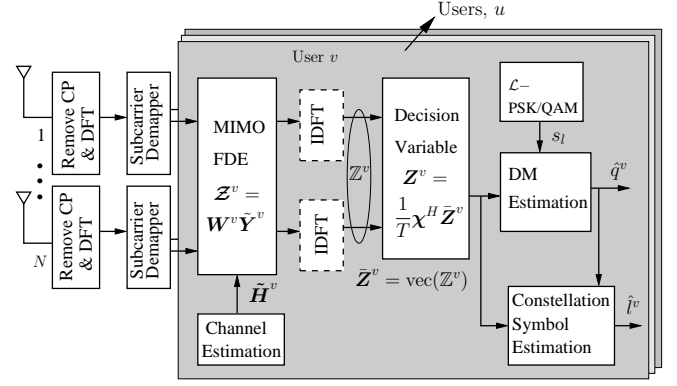 Users, u
User v
1
N
Remove CP
& DFT
Remove CP
& DFT
Subcarrier
Demapper
Subcarrier
Demapper
MIMO
FDE
𝓩^v =
W^v Ỹ^v
H̃^v
Channel
Estimation
IDFT
IDFT
ℤ^v
Z̄^v = vec(ℤ^v)
Decision
Variable
Z^v =
1/T χ^H Z̄^v
ℒ−
PSK/QAM
s_l
DM
Estimation
q̂^v
Constellation
Symbol
Estimation
l̂^v